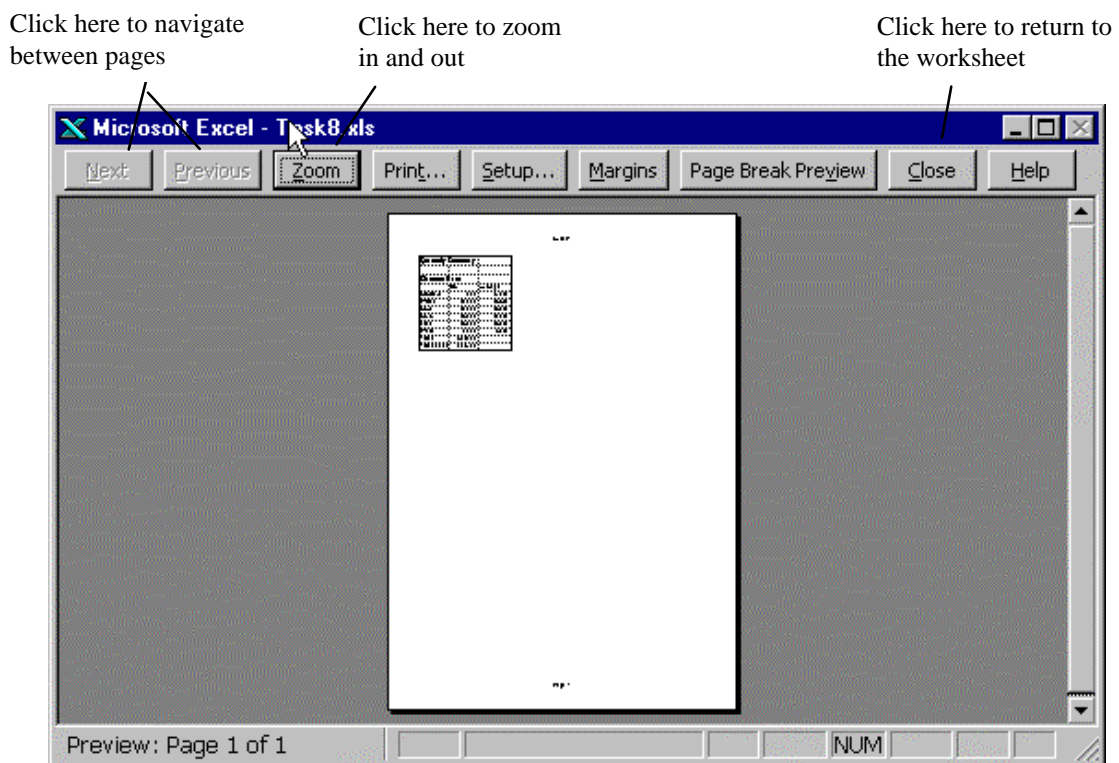 Click here to navigate
between pages
Click here to zoom
in and out
Click here to return to
the worksheet
Microsoft Excel - Task8.xls
Next Previous Zoom Print... Setup... Margins Page Break Preview Close Help
Preview: Page 1 of 1
NUM